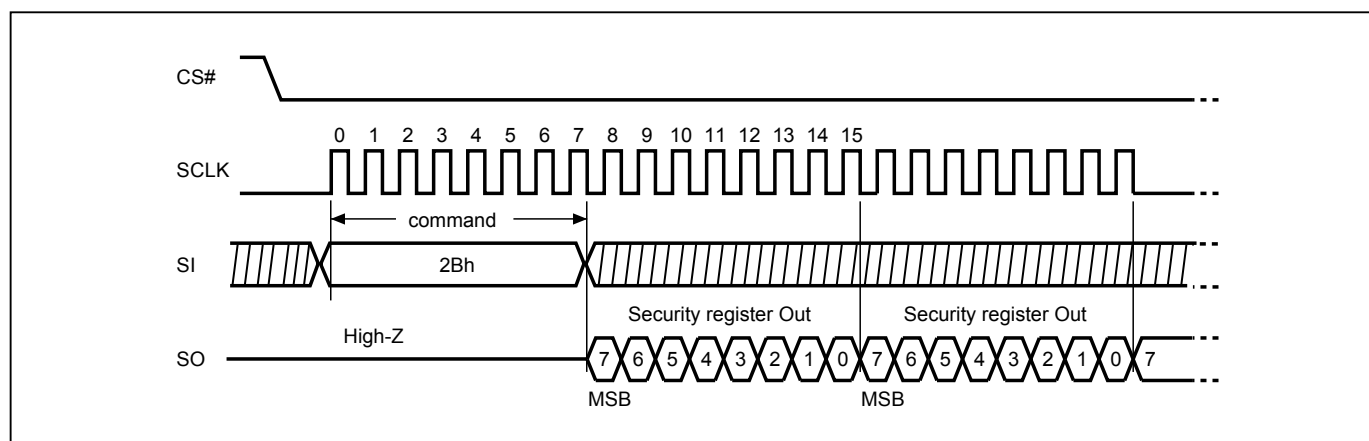 CS#
0 1 2 3 4 5 6 7 8 9 10 11 12 13 14 15
SCLK
command
SI 2Bh
Security register Out Security register Out
High-Z
SO 7 6 5 4 3 2 1 0 7 6 5 4 3 2 1 0 7
MSB MSB